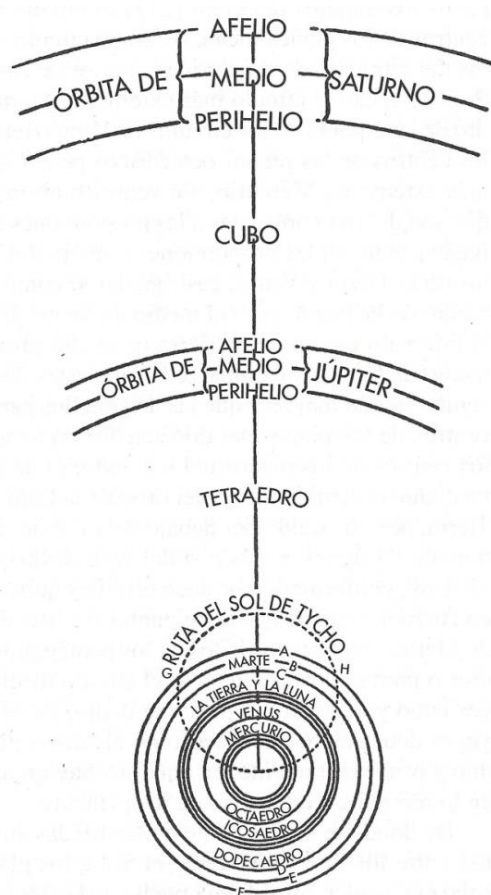 AFELIO
ÓRBITA DE MEDIO SATURNO
PERIHELIO
CUBO
AFELIO
ÓRBITA DE MEDIO JÚPITER
PERIHELIO
TETRAEDRO
RUTA DEL SOL DE TYCHO
G H
A
MARTE B
C
LA TIERRA Y LA LUNA
VENUS
MERCURIO
OCTAEDRO
ICOSAEDRO
DODECAEDRO
D
E
F